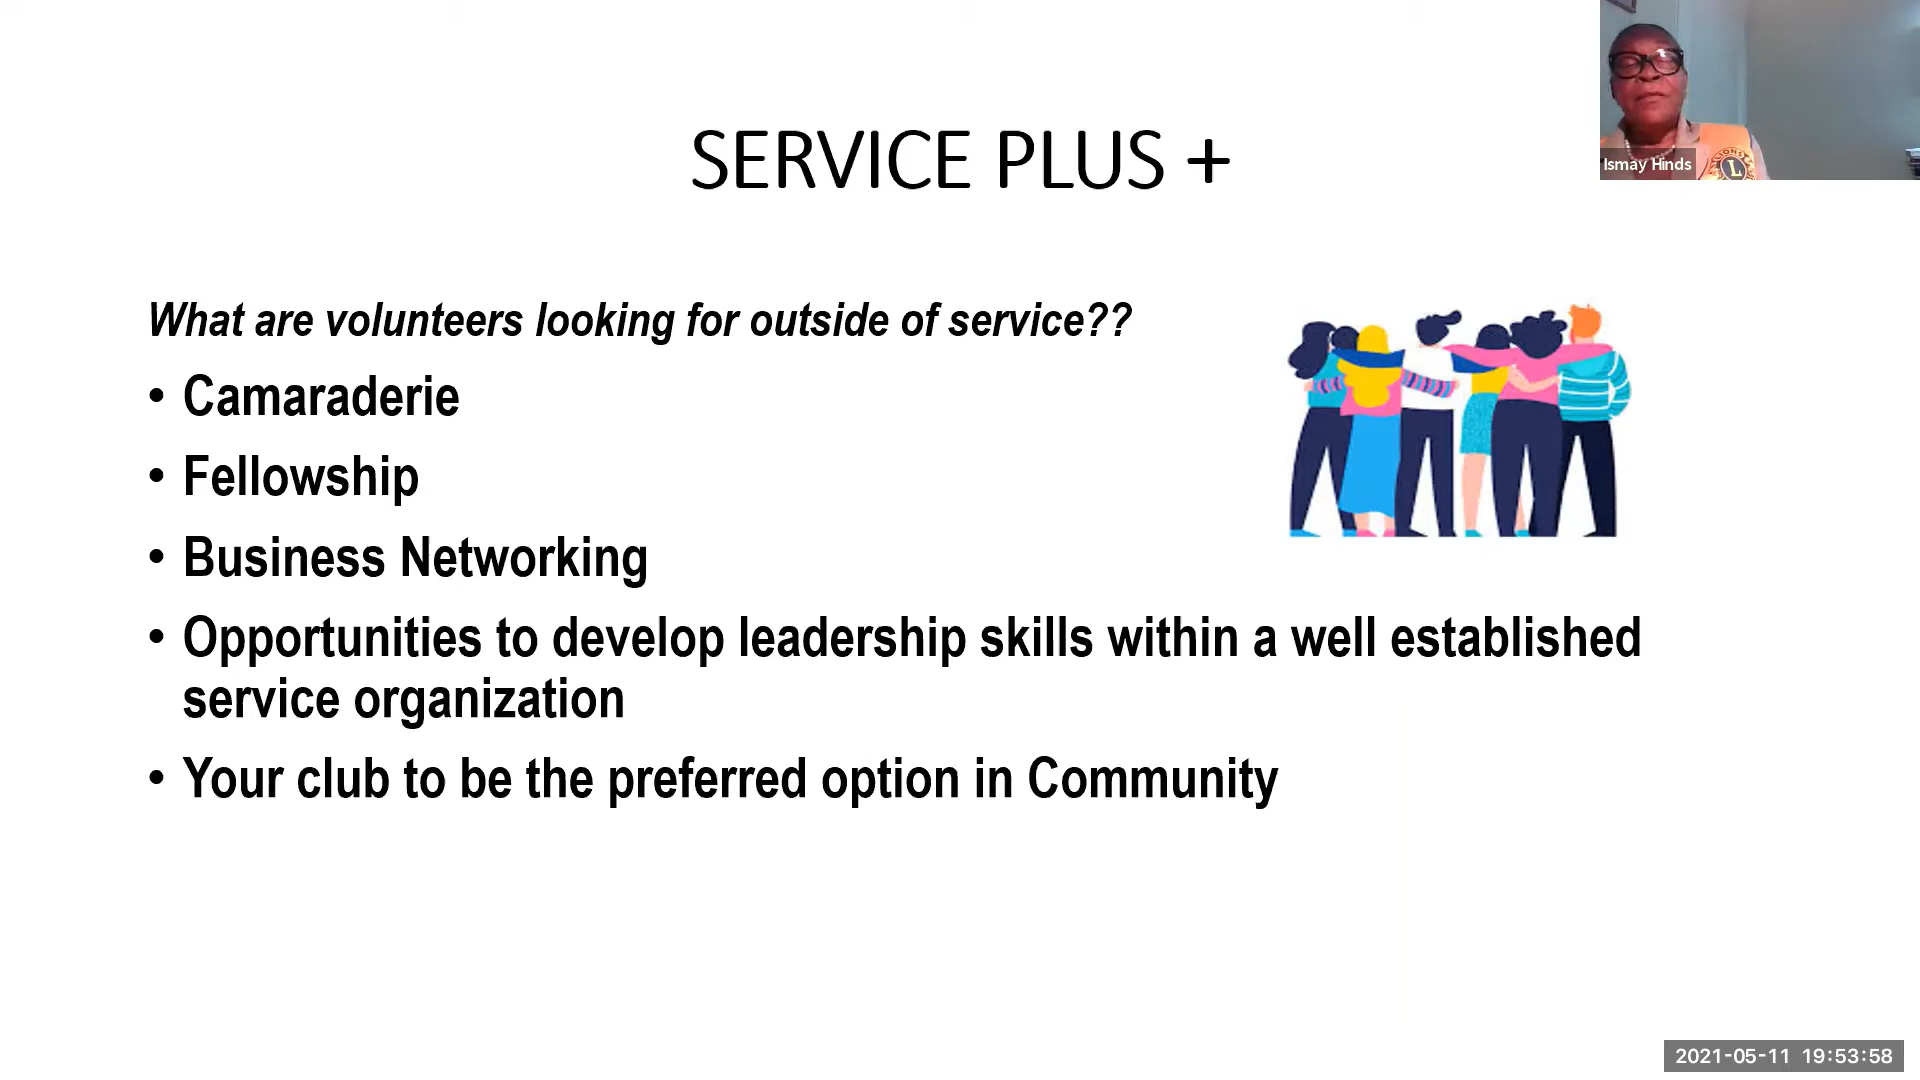 SERVICE PLUS +
Ismay Hinds
LIONS
L
What are volunteers looking for outside of service??
• Camaraderie
• Fellowship
• Business Networking
• Opportunities to develop leadership skills within a well established
service organization
• Your club to be the preferred option in Community
2021-05-11 19:53:58